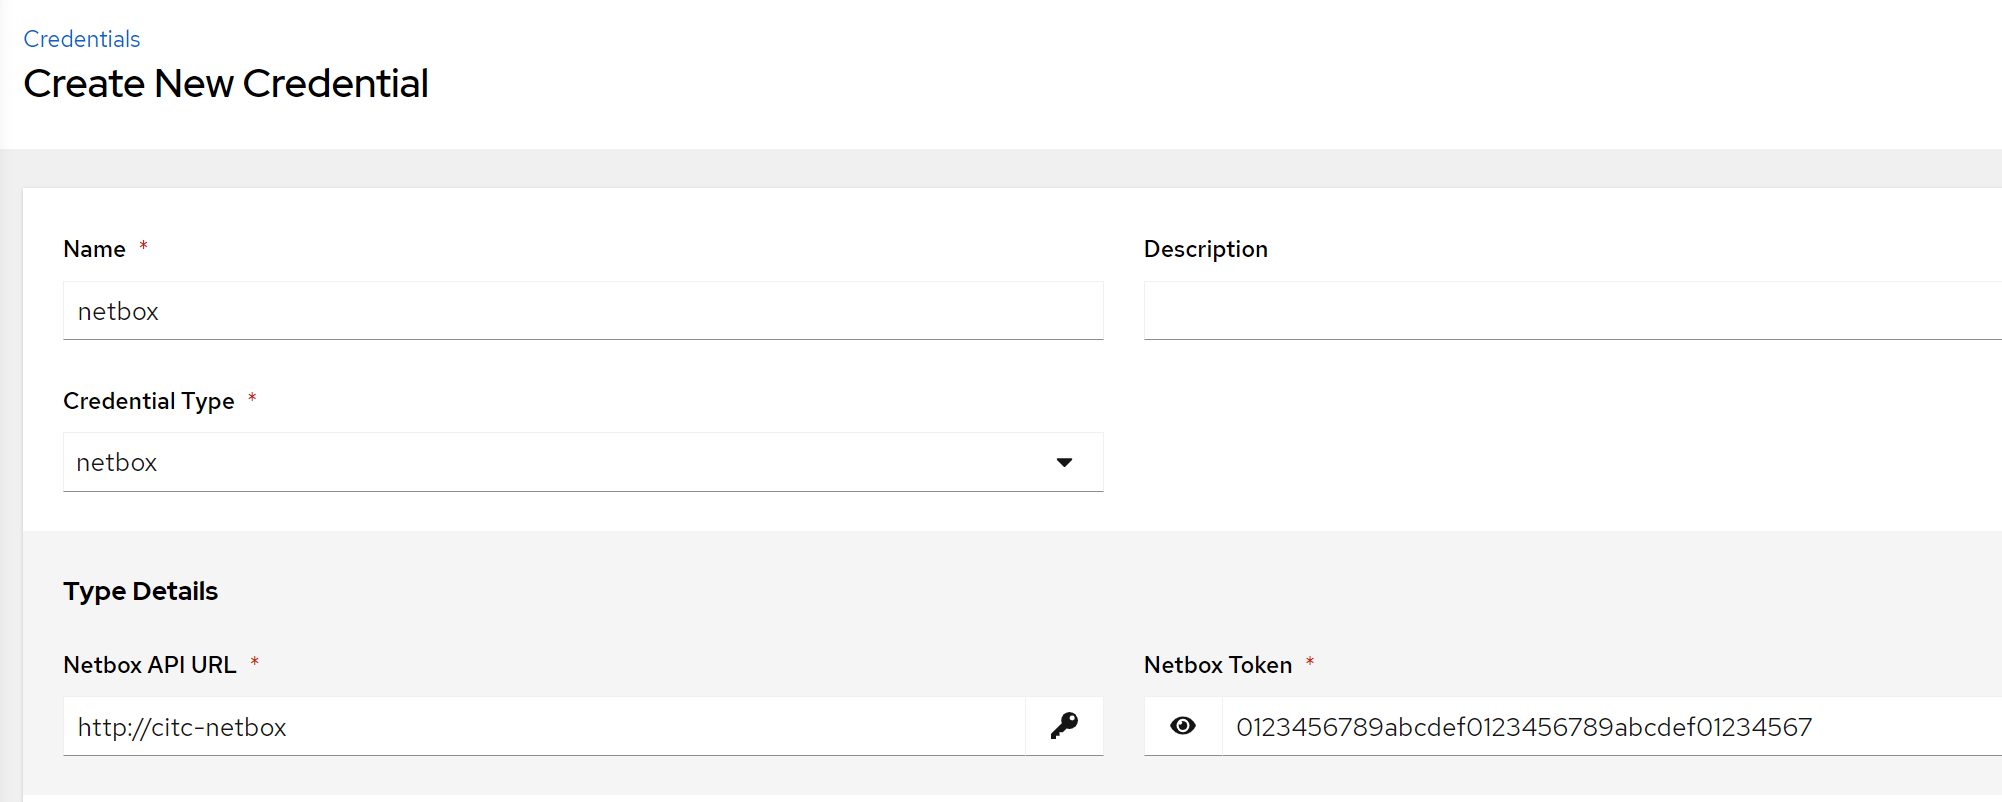 Credentials
Create New Credential
Name *
Description
netbox
Credential Type *
netbox
Type Details
Netbox API URL *
Netbox Token *
http://citc-netbox
0123456789abcdef0123456789abcdef01234567